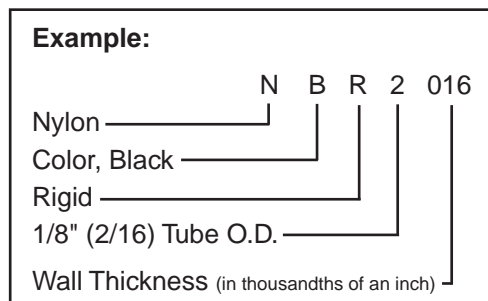 Example:
N B R 2 016
Nylon
Color, Black
Rigid
1/8" (2/16) Tube O.D.
Wall Thickness (in thousandths of an inch)